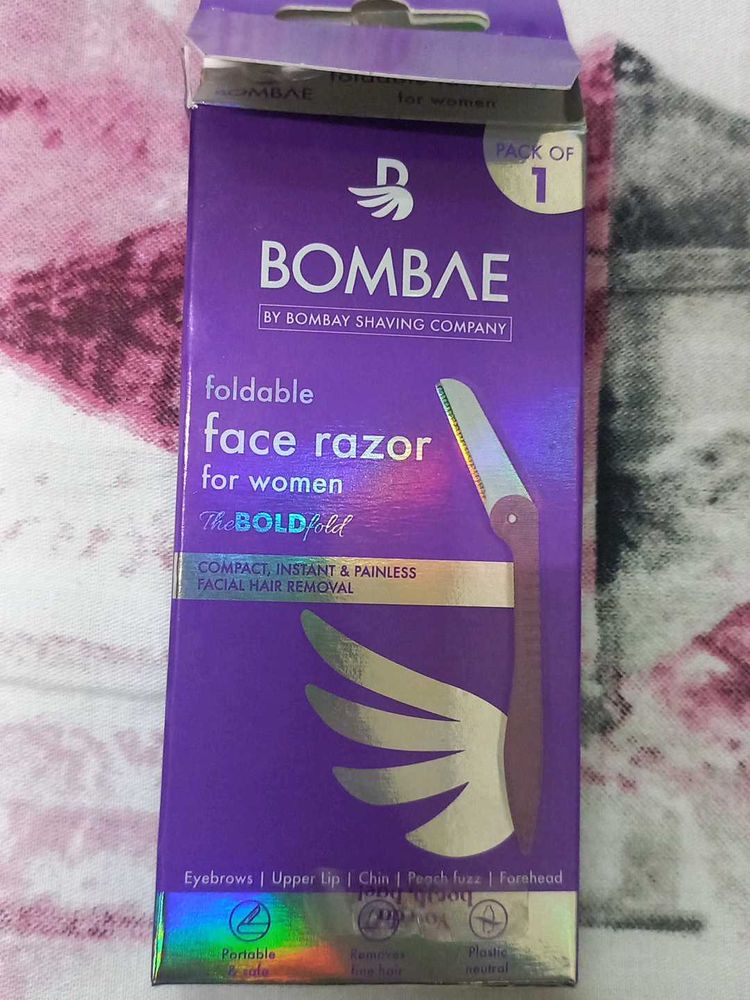 BOMBAE
for women
PACK OF
1
BOMBAE
BY BOMBAY SHAVING COMPANY
foldable
face razor
for women
The BOLD fold
COMPACT, INSTANT & PAINLESS
FACIAL HAIR REMOVAL
Eyebrows | Upper Lip | Chin | Peach fuzz | Forehead
Portable
& safe
Removes
fine hair
Plastic
neutral